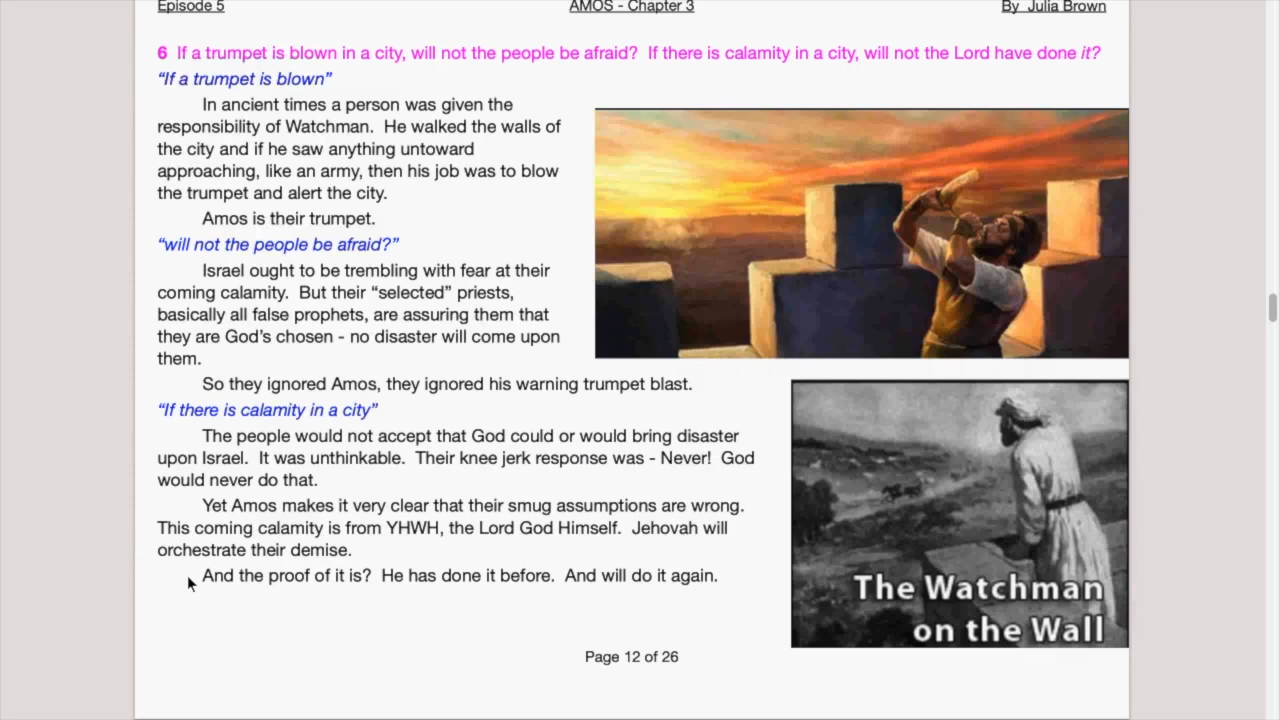 Episode 5 AMOS - Chapter 3 By Julia Brown
6 If a trumpet is blown in a city, will not the people be afraid? If there is calamity in a city, will not the Lord have done it?
“If a trumpet is blown”
In ancient times a person was given the
responsibility of Watchman. He walked the walls of
the city and if he saw anything untoward
approaching, like an army, then his job was to blow
the trumpet and alert the city.
Amos is their trumpet.
“will not the people be afraid?”
Israel ought to be trembling with fear at their
coming calamity. But their “selected” priests,
basically all false prophets, are assuring them that
they are God’s chosen - no disaster will come upon
them.
So they ignored Amos, they ignored his warning trumpet blast.
“If there is calamity in a city”
The people would not accept that God could or would bring disaster
upon Israel. It was unthinkable. Their knee jerk response was - Never! God
would never do that.
Yet Amos makes it very clear that their smug assumptions are wrong.
This coming calamity is from YHWH, the Lord God Himself. Jehovah will
orchestrate their demise.
And the proof of it is? He has done it before. And will do it again.
The Watchman
on the Wall
Page 12 of 26